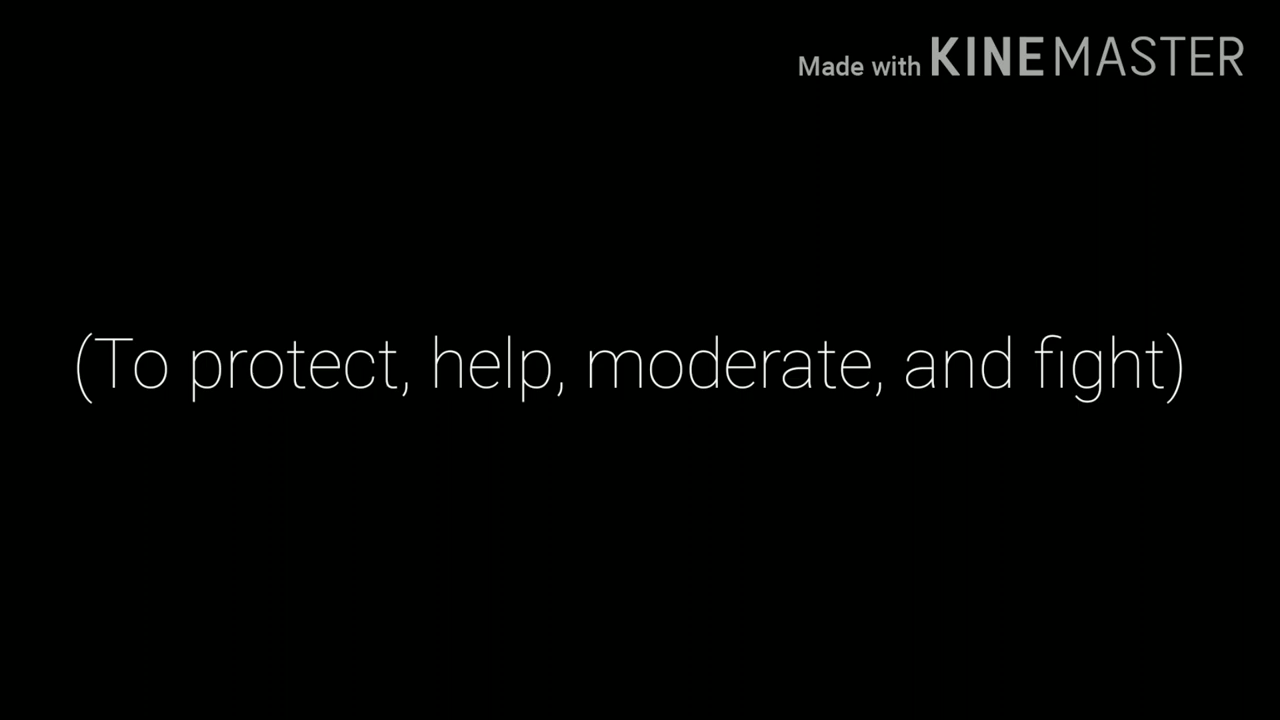 Made with KINEMASTER
(To protect, help, moderate, and fight)